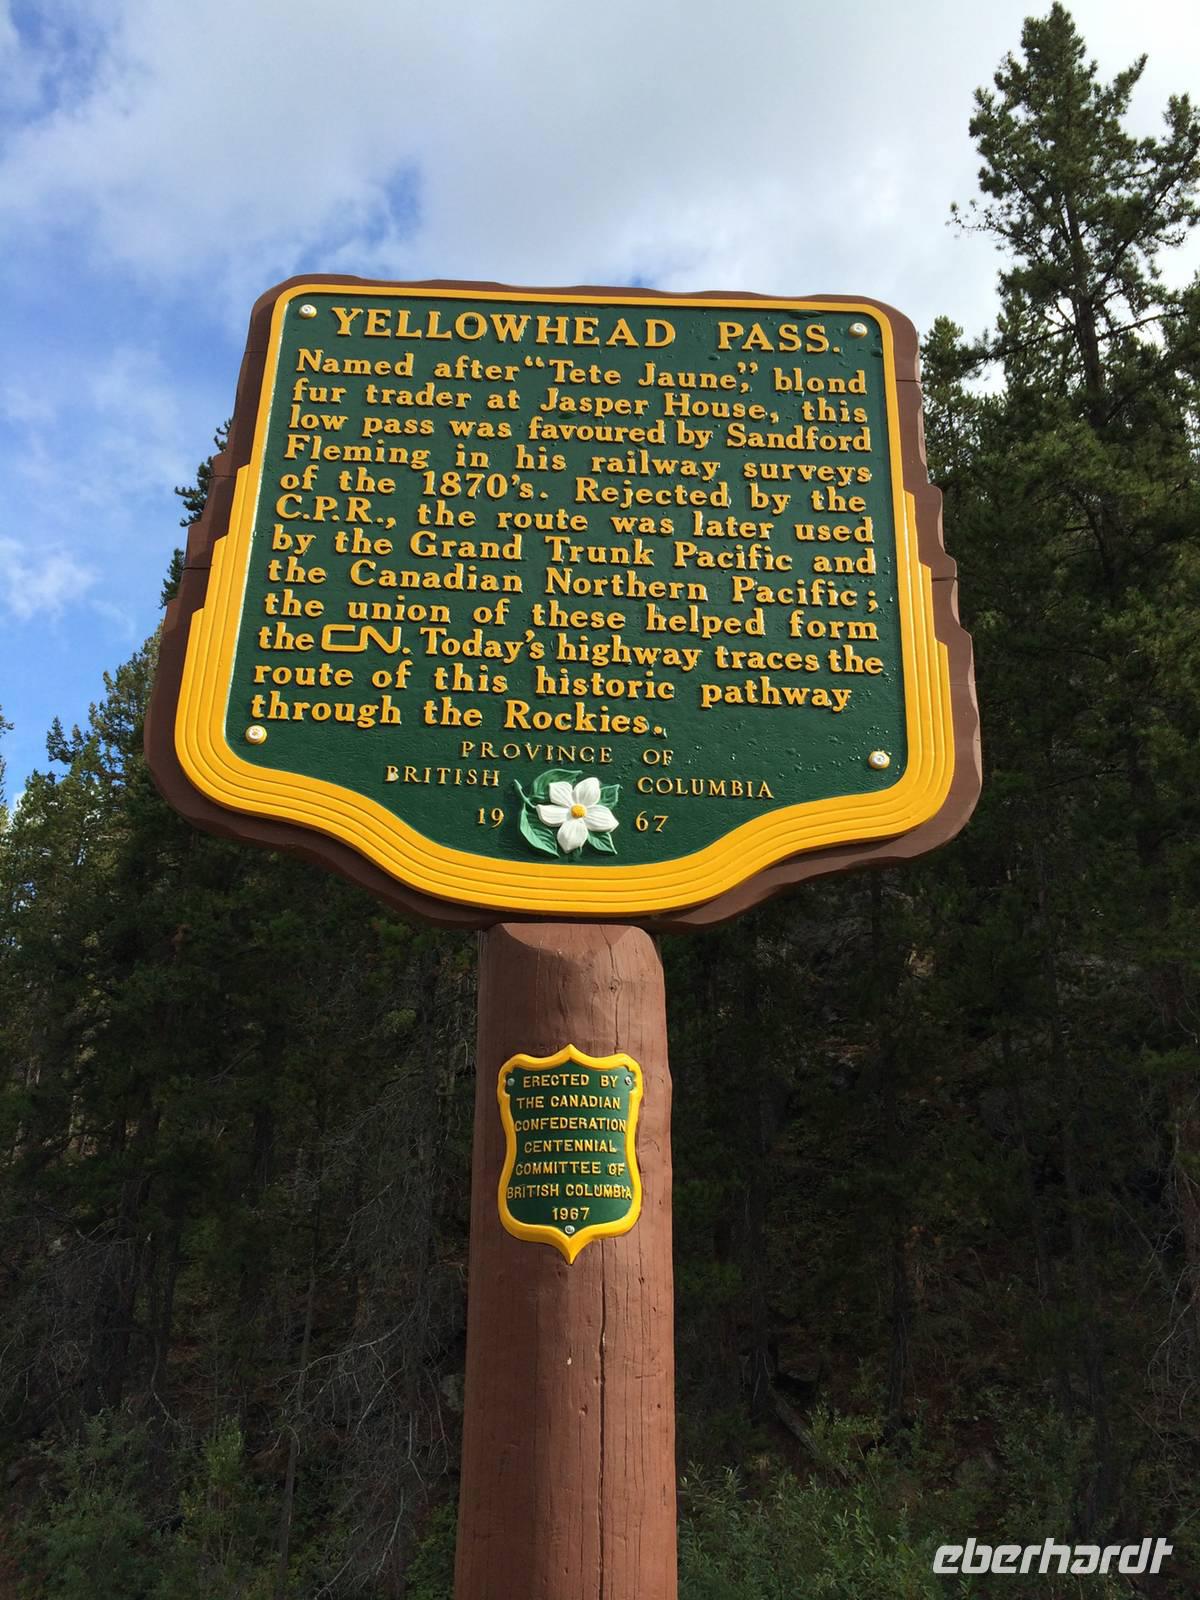 YELLOWHEAD PASS.
Named after "Tete Jaune", blond
fur trader at Jasper House, this
low pass was favoured by Sandford
Fleming in his railway surveys
of the 1870's. Rejected by the
C.P.R., the route was later used
by the Grand Trunk Pacific and
the Canadian Northern Pacific;
the union of these helped form
the CN. Today's highway traces the
route of this historic pathway
through the Rockies.
PROVINCE OF
BRITISH COLUMBIA
19 67
ERECTED BY
THE CANADIAN
CONFEDERATION
CENTENNIAL
COMMITTEE OF
BRITISH COLUMBIA
1967
eberhardt